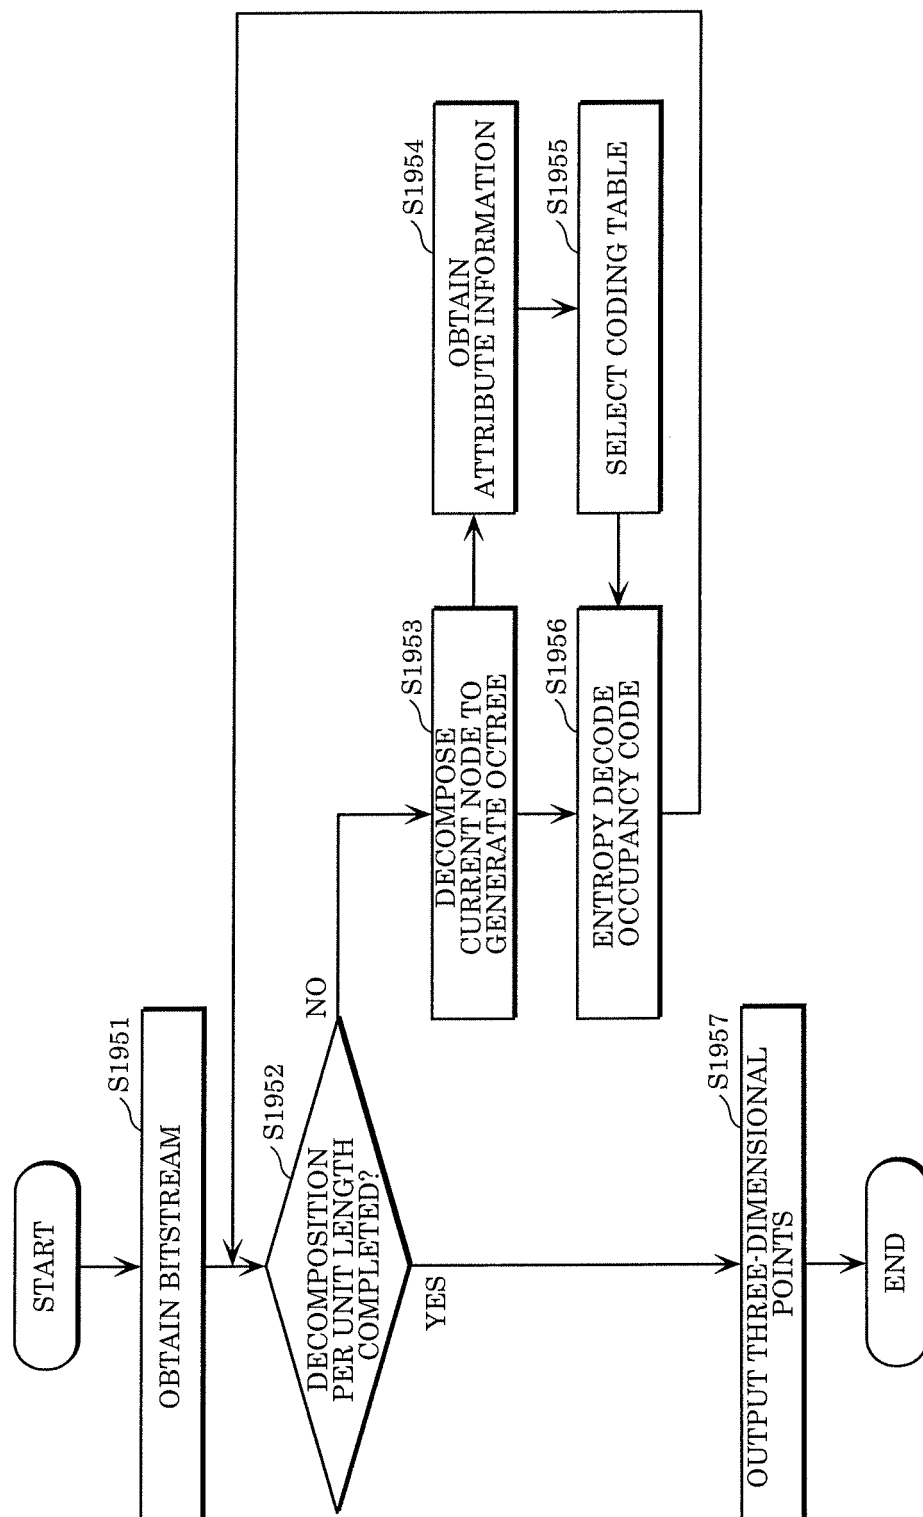 START
S1951
OBTAIN BITSTREAM
S1952
DECOMPOSITION
PER UNIT LENGTH
COMPLETED?
NO
YES
S1953
DECOMPOSE
CURRENT NODE TO
GENERATE OCTREE
S1954
OBTAIN
ATTRIBUTE INFORMATION
S1955
SELECT CODING TABLE
S1956
ENTROPY DECODE
OCCUPANCY CODE
S1957
OUTPUT THREE-DIMENSIONAL
POINTS
END